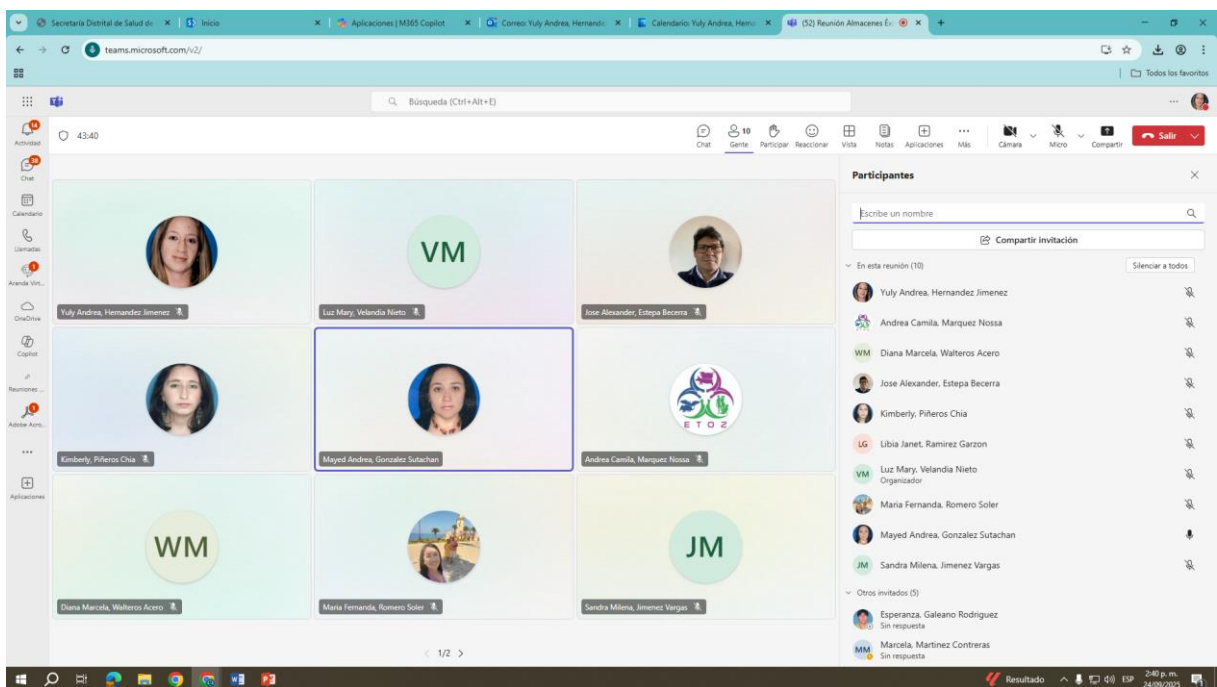 Secretaría Distrital de Salud de
Inicio
Aplicaciones | M365 Copilot
Correo: Yuly Andrea, Hernande
Calendario: Yuly Andrea, Hern
(52) Reunión Almacenes Éx
teams.microsoft.com/v2/
Todos los favoritos
Búsqueda (Ctrl+Alt+E)
14
Actividad
38
Chat
Calendario
Llamadas
1
Aranda Virt...
OneDrive
Copilot
Reuniones ...
1
Adobe Acro...
Aplicaciones
43:40
Chat
10
Gente
Participar
Reaccionar
Vista
Notas
Aplicaciones
Más
Cámara
Micro
Compartir
Salir
Yuly Andrea, Hernandez Jimenez
VM
Luz Mary, Velandia Nieto
Jose Alexander, Estepa Becerra
Kimberly, Piñeros Chia
Mayed Andrea, Gonzalez Sutachan
ETOZ
Andrea Camila, Marquez Nossa
WM
Diana Marcela, Walteros Acero
Maria Fernanda, Romero Soler
JM
Sandra Milena, Jimenez Vargas
1/2
Participantes
Escribe un nombre
Compartir invitación
En esta reunión (10)
Silenciar a todos
Yuly Andrea, Hernandez Jimenez
Andrea Camila, Marquez Nossa
WM Diana Marcela, Walteros Acero
Jose Alexander, Estepa Becerra
Kimberly, Piñeros Chia
LG Libia Janet, Ramirez Garzon
VM Luz Mary, Velandia Nieto
Organizador
Maria Fernanda, Romero Soler
Mayed Andrea, Gonzalez Sutachan
JM Sandra Milena, Jimenez Vargas
Otros invitados (5)
Esperanza, Galeano Rodriguez
Sin respuesta
MM Marcela, Martinez Contreras
Sin respuesta
Resultado
ESP
2:40 p. m.
24/09/2025